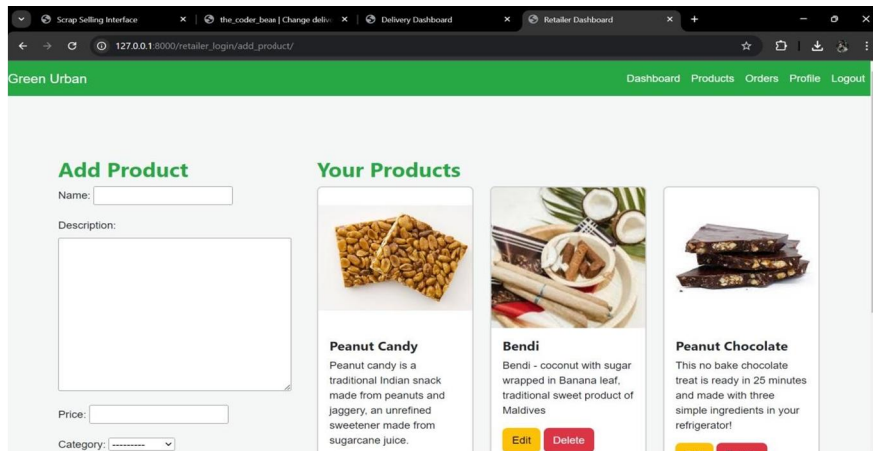 Scrap Selling Interface
the_coder_bean | Change deliv
Delivery Dashboard
Retailer Dashboard
127.0.0.1:8000/retailer_login/add_product/
Green Urban
Dashboard Products Orders Profile Logout
Add Product
Name:
Description:
Price:
Category: ---------
Your Products
Peanut Candy
Peanut candy is a
traditional Indian snack
made from peanuts and
jaggery, an unrefined
sweetener made from
sugarcane juice.
Bendi
Bendi - coconut with sugar
wrapped in Banana leaf,
traditional sweet product of
Maldives
Edit Delete
Peanut Chocolate
This no bake chocolate
treat is ready in 25 minutes
and made with three
simple ingredients in your
refrigerator!